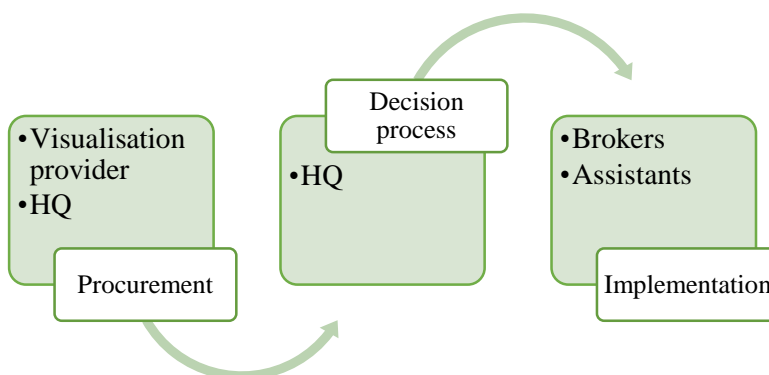 •Visualisation
provider
•HQ
Procurement
Decision
process
•HQ
•Brokers
•Assistants
Implementation